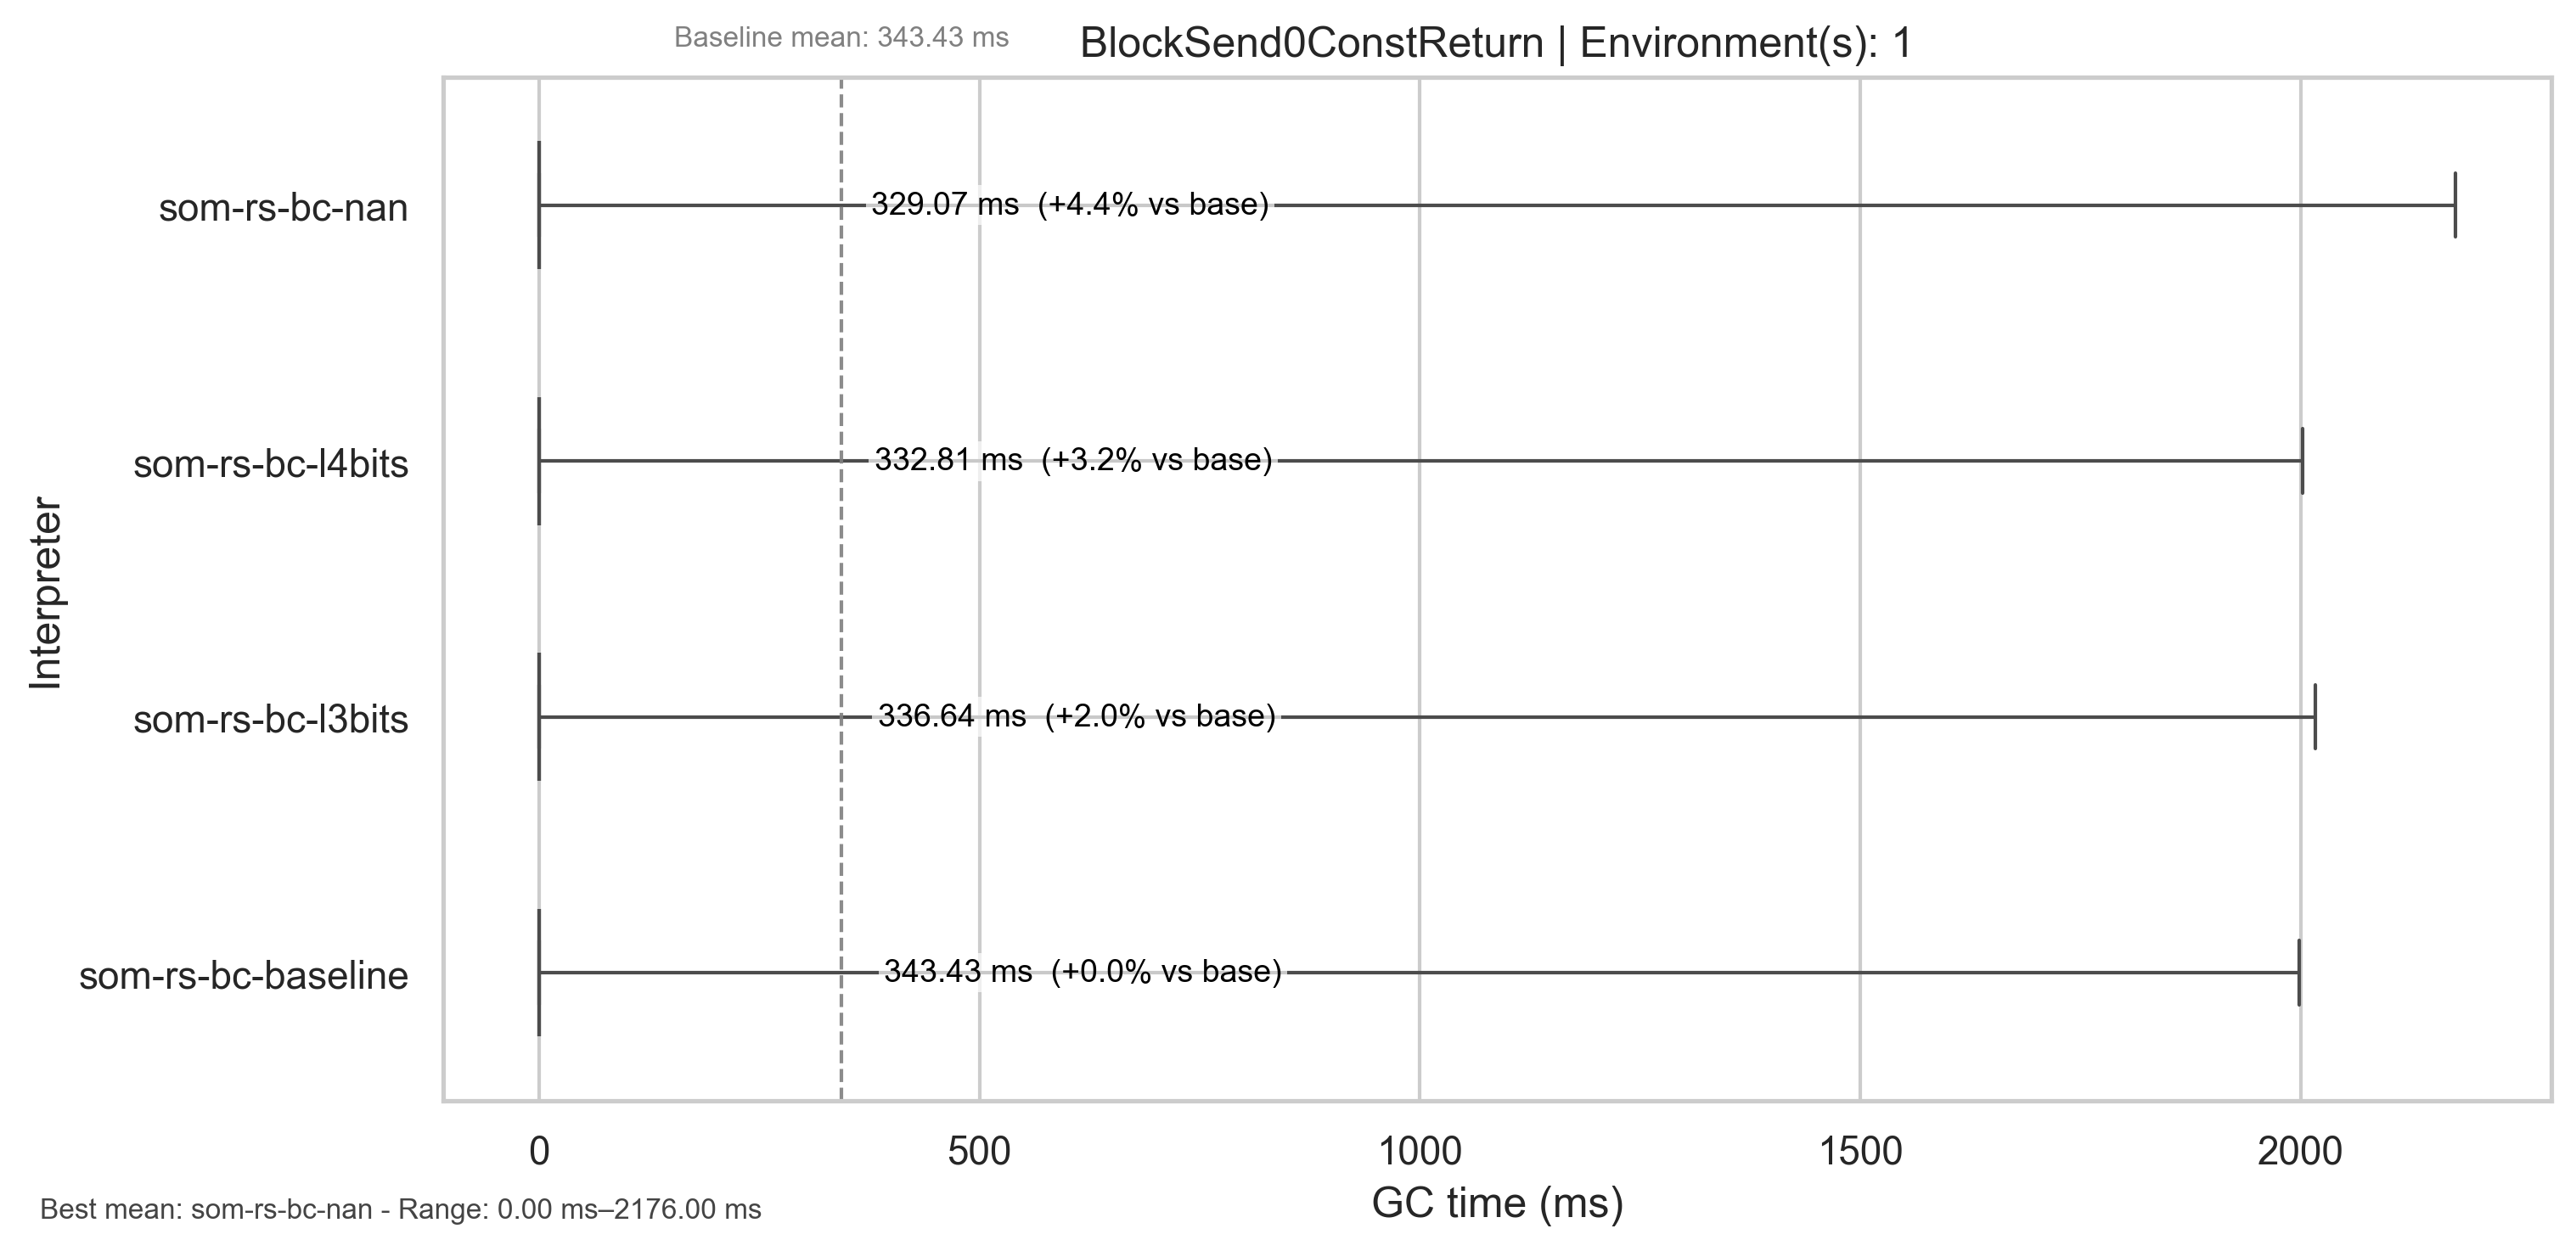 Baseline mean: 343.43 ms
BlockSend0ConstReturn | Environment(s): 1
som-rs-bc-nan
329.07 ms (+4.4% vs base)
som-rs-bc-l4bits
332.81 ms (+3.2% vs base)
Interpreter
som-rs-bc-l3bits
336.64 ms (+2.0% vs base)
som-rs-bc-baseline
343.43 ms (+0.0% vs base)
0 500 1000 1500 2000
GC time (ms)
Best mean: som-rs-bc-nan - Range: 0.00 ms–2176.00 ms